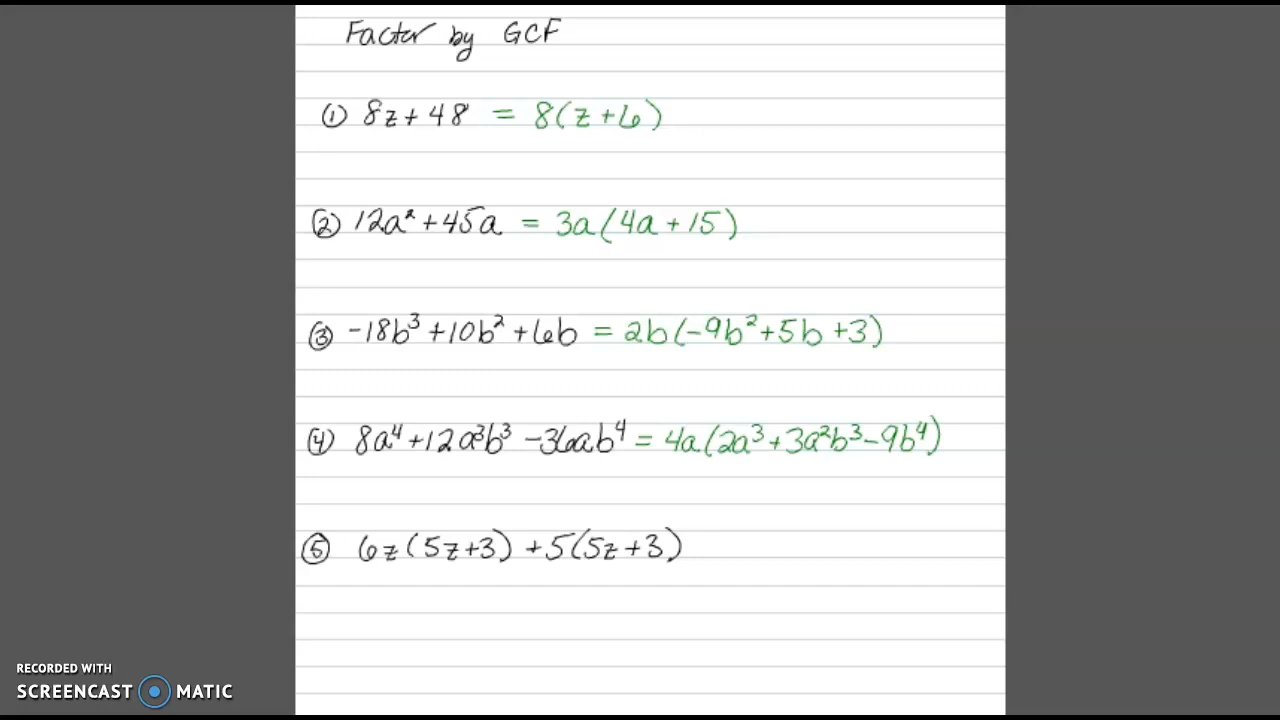 Factor by GCF
① 8z + 48 = 8(z + 6)
② 12a² + 45a = 3a(4a + 15)
③ -18b³ + 10b² + 6b = 2b(-9b² + 5b + 3)
④ 8a⁴ + 12a³b³ - 36ab⁴ = 4a(2a³ + 3a²b³ - 9b⁴)
⑤ 6z(5z + 3) + 5(5z + 3)
RECORDED WITH
SCREENCAST MATIC